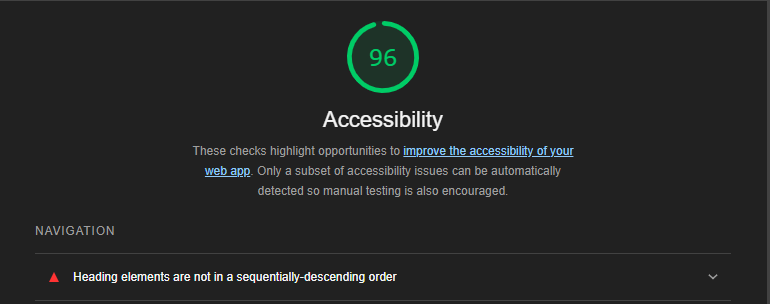 96
Accessibility
These checks highlight opportunities to improve the accessibility of your
web app. Only a subset of accessibility issues can be automatically
detected so manual testing is also encouraged.
NAVIGATION
Heading elements are not in a sequentially-descending order